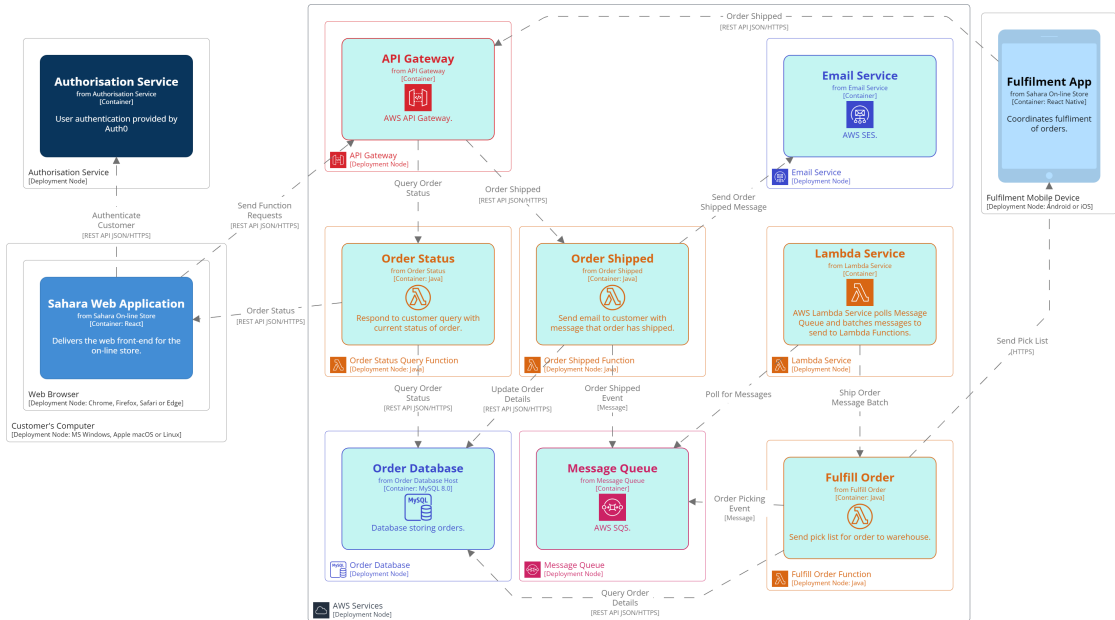 Order Shipped
[REST API JSON/HTTPS]
Authorisation Service
from Authorisation Service
[Container]
User authentication provided by
Auth0
Authorisation Service
[Deployment Node]
API Gateway
from API Gateway
[Container]
AWS API Gateway.
API Gateway
[Deployment Node]
Email Service
from Email Service
[Container]
AWS SES.
Email Service
[Deployment Node]
Fulfilment App
from Sahara On-line Store
[Container: React Native]
Coordinates fulfliment
of orders.
Fulfilment Mobile Device
[Deployment Node: Android or iOS]
Authenticate
Customer
[REST API JSON/HTTPS]
Send Function
Requests
[REST API JSON/HTTPS]
Query Order
Status
Order Shipped
[REST API JSON/HTTPS]
Send Order
Shipped Message
Sahara Web Application
from Sahara On-line Store
[Container: React]
Delivers the web front-end for the
on-line store.
Web Browser
[Deployment Node: Chrome, Firefox, Safari or Edge]
Customer's Computer
[Deployment Node: MS Windows, Apple macOS or Linux]
Order Status
[REST API JSON/HTTPS]
Order Status
from Order Status
[Container: Java]
Respond to customer query with
current status of order.
Order Status Query Function
[Deployment Node: Java]
Order Shipped
from Order Shipped
[Container: Java]
Send email to customer with
message that order has shipped.
Order Shipped Function
[Deployment Node: Java]
Lambda Service
from Lambda Service
[Container]
AWS Lambda Service polls Message
Queue and batches messages to
send to Lambda Functions.
Lambda Service
[Deployment Node]
Send Pick List
[HTTPS]
Query Order
Status
[REST API JSON/HTTPS]
Update Order
Details
[REST API JSON/HTTPS]
Order Shipped
Event
[Message]
Poll for Messages
Ship Order
Message Batch
Order Database
from Order Database Host
[Container: MySQL 8.0]
MySQL
Database storing orders.
Order Database
[Deployment Node]
Message Queue
from Message Queue
[Container]
AWS SQS.
Message Queue
[Deployment Node]
Order Picking
Event
[Message]
Fulfill Order
from Fulfill Order
[Container: Java]
Send pick list for order to warehouse.
Fulfill Order Function
[Deployment Node: Java]
Query Order
Details
[REST API JSON/HTTPS]
AWS Services
[Deployment Node]